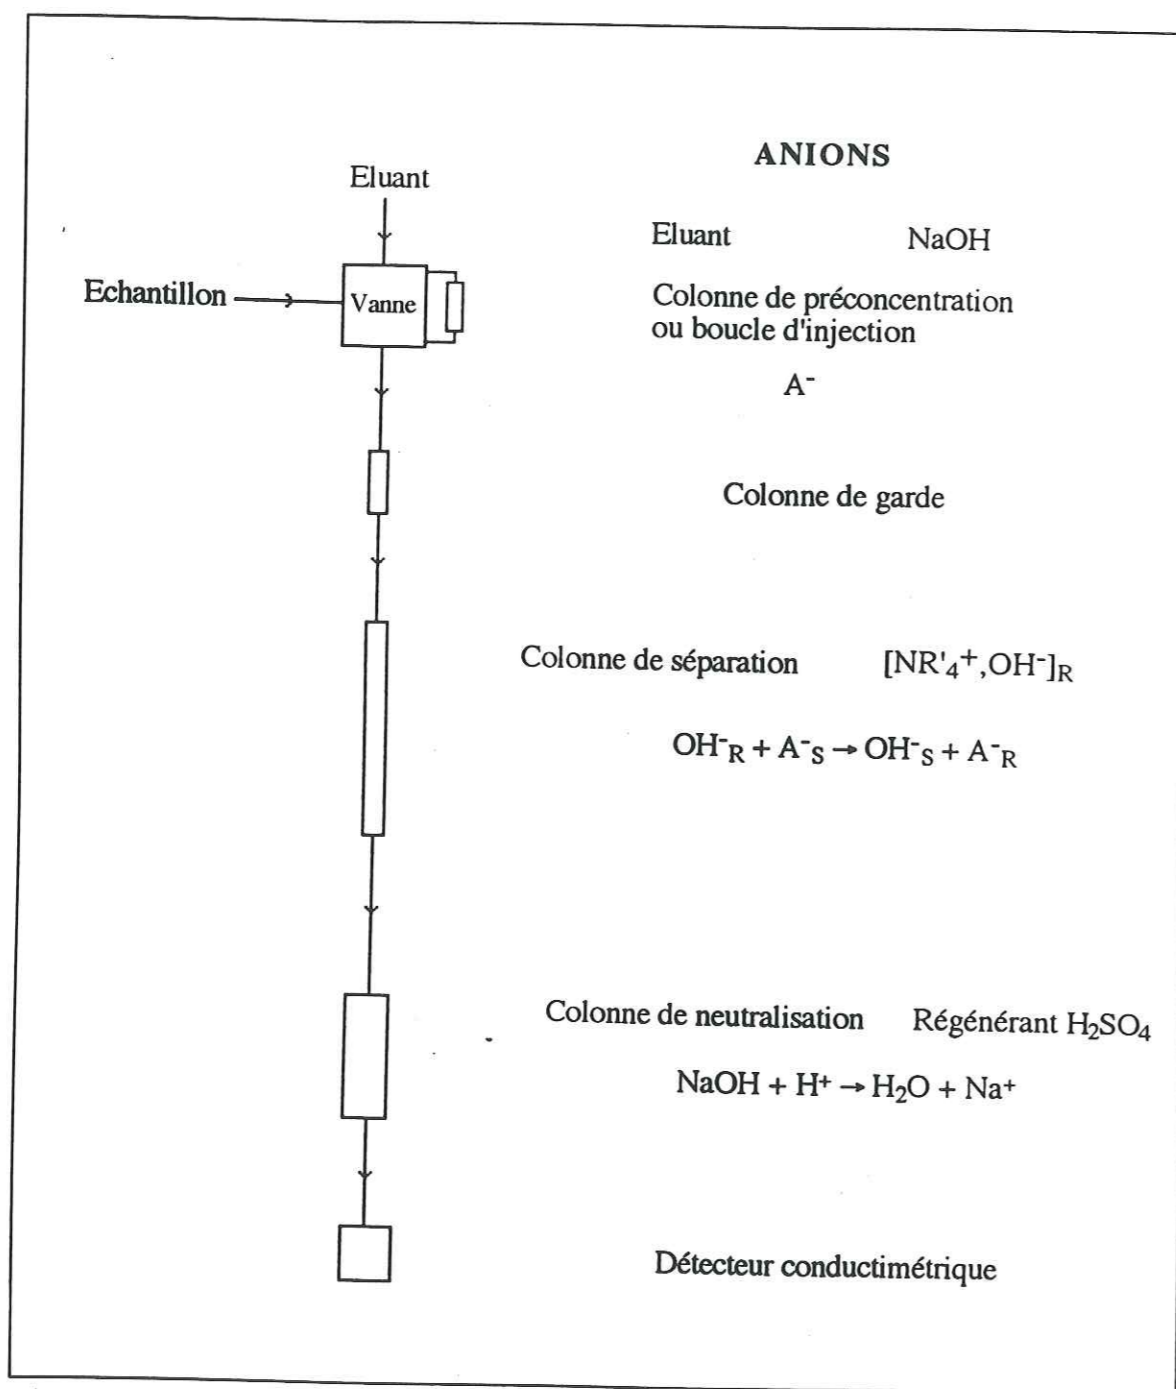 ANIONS
Eluant
Eluant NaOH
Echantillon
Vanne
Colonne de préconcentration
ou boucle d'injection
A⁻
Colonne de garde
Colonne de séparation [NR'₄⁺,OH⁻]R
OH⁻R + A⁻S → OH⁻S + A⁻R
Colonne de neutralisation Régénérant H₂SO₄
NaOH + H⁺ → H₂O + Na⁺
Détecteur conductimétrique